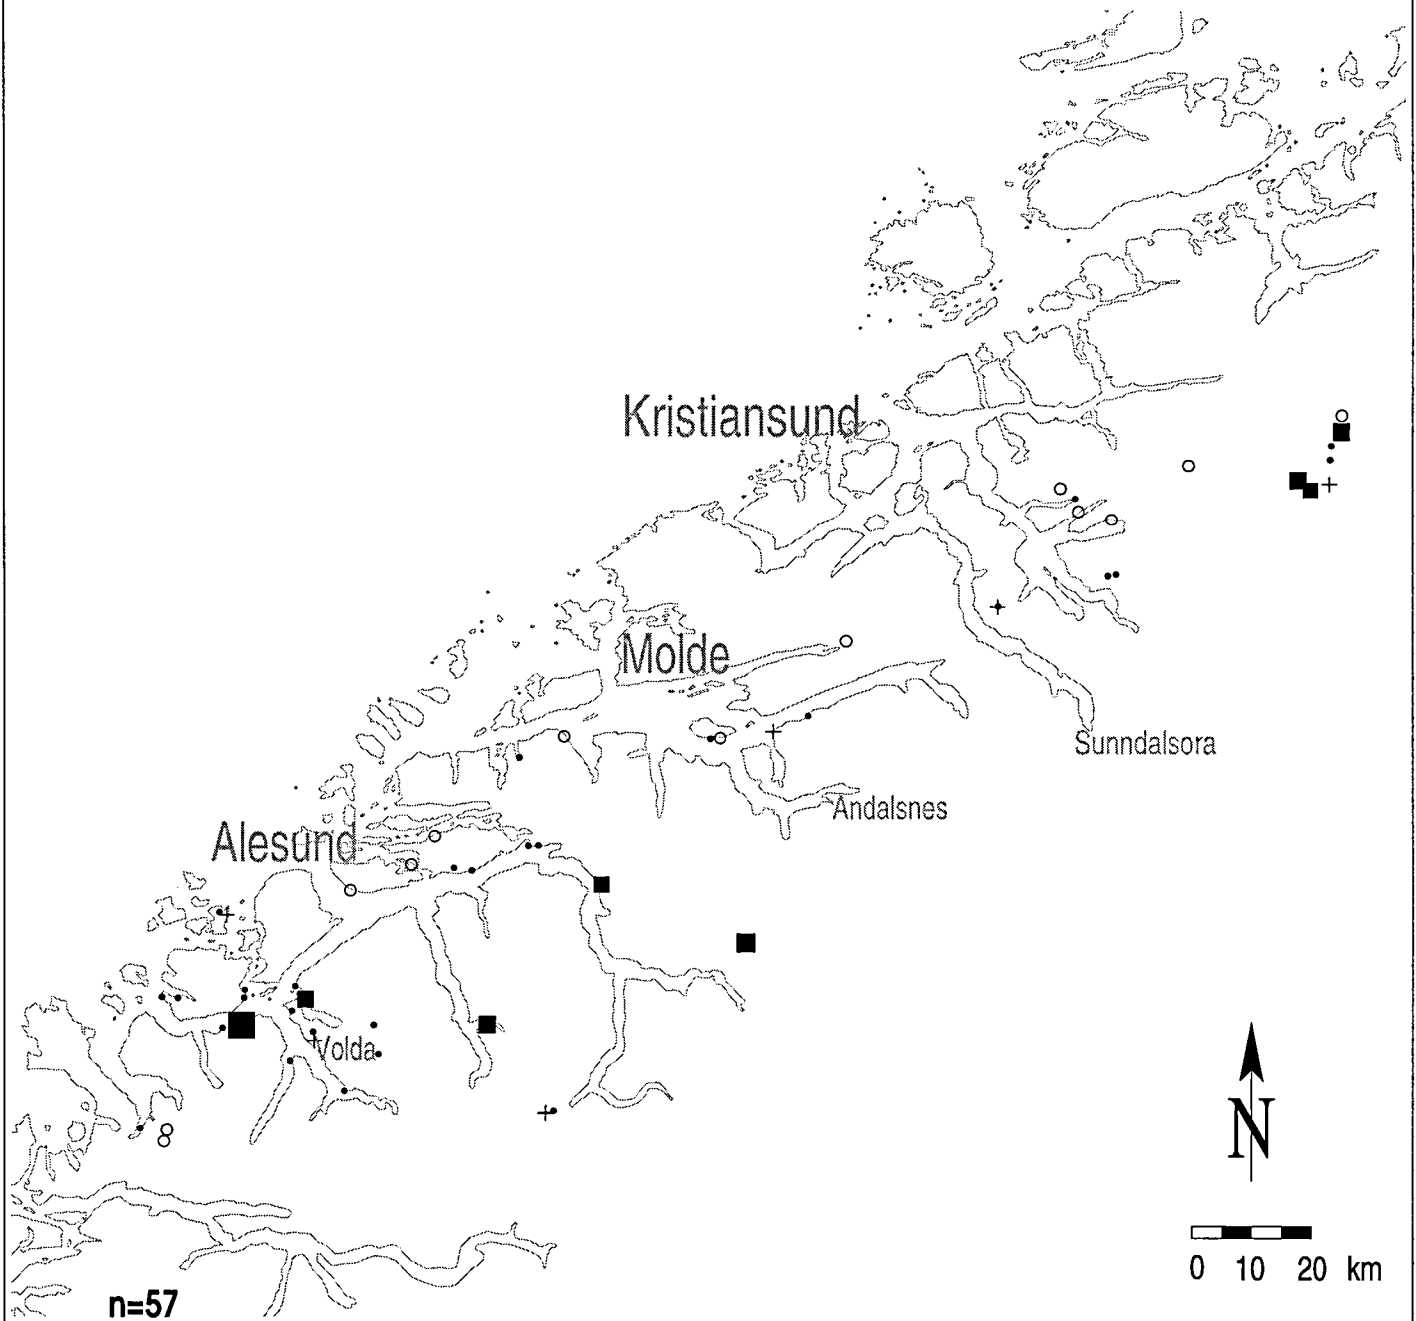 Kristiansund
Molde
Sunndalsora
Andalsnes
Alesund
Volda
N
0 10 20 km
n=57